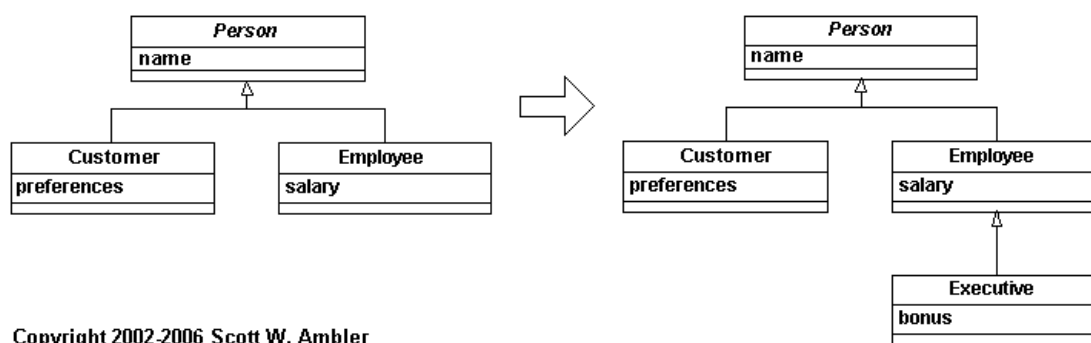 Person
name
Customer
preferences
Employee
salary
Person
name
Customer
preferences
Employee
salary
Executive
bonus
Copyright 2002-2006 Scott W. Ambler